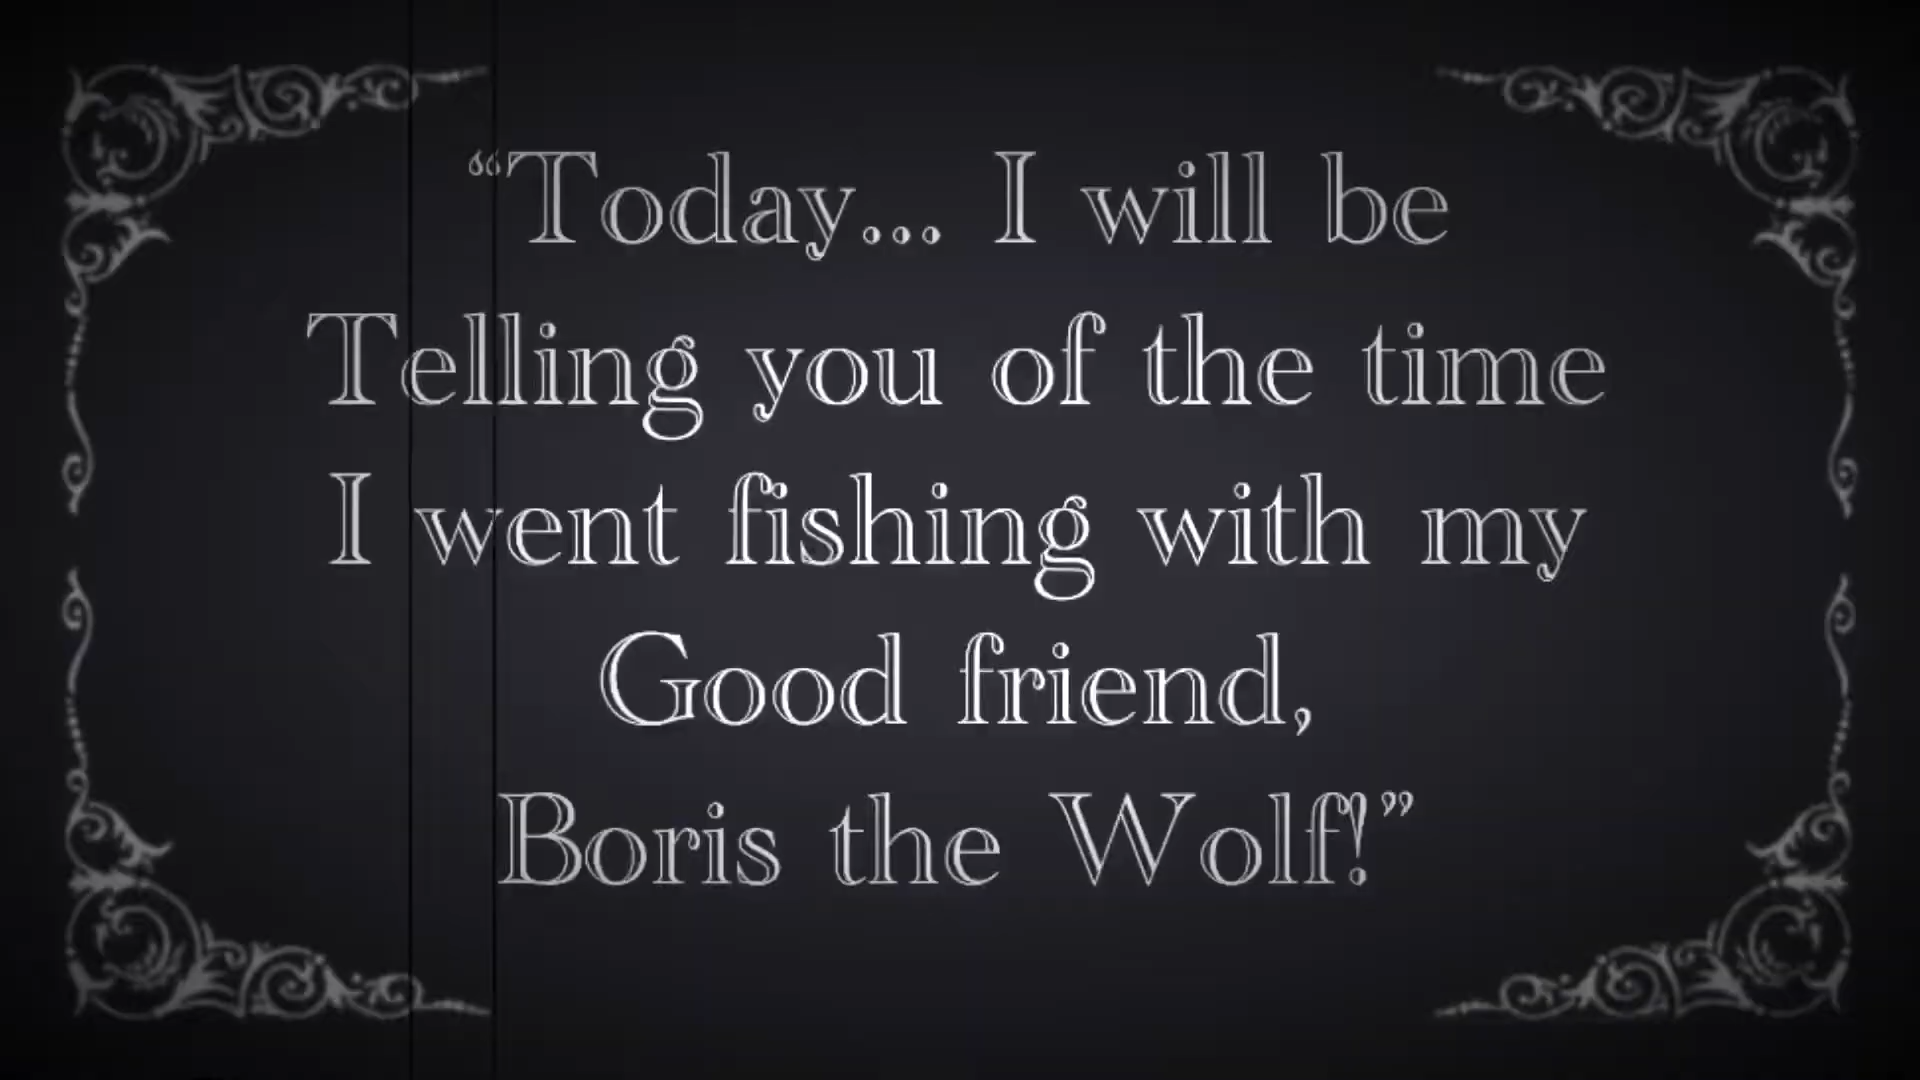 “Today... I will be
Telling you of the time
I went fishing with my
Good friend,
Boris the Wolf!”